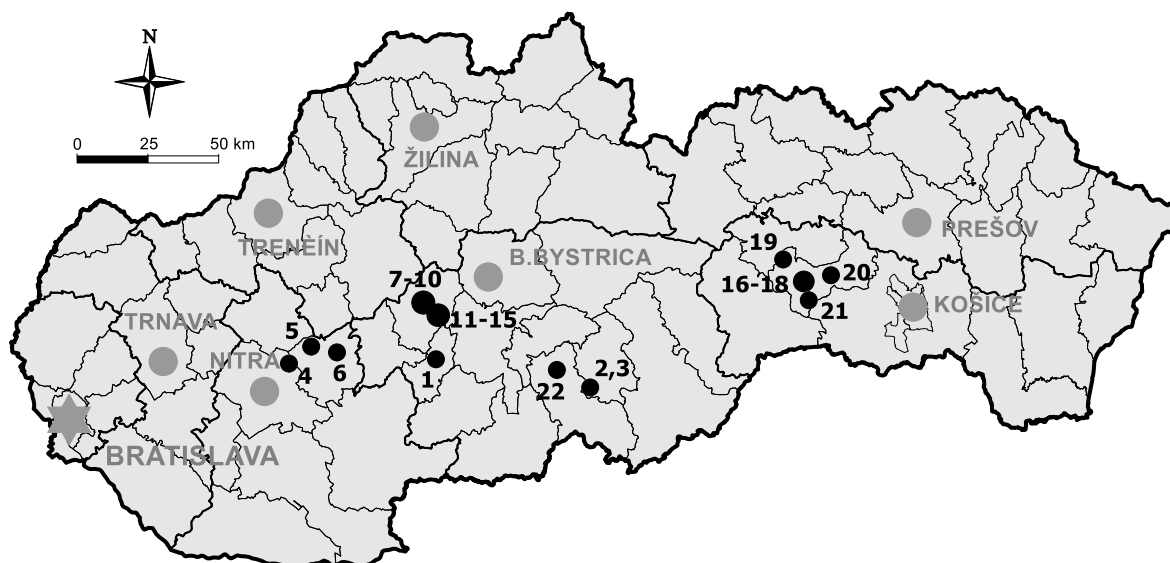 N
0 25 50 km
ŽILINA
TRENÈÍN
PREŠOV
B.BYSTRICA
19
7-10
16-18
20
21
KOŠICE
TRNAVA
11-15
5
NITRA
4
6
1
22
2,3
BRATISLAVA